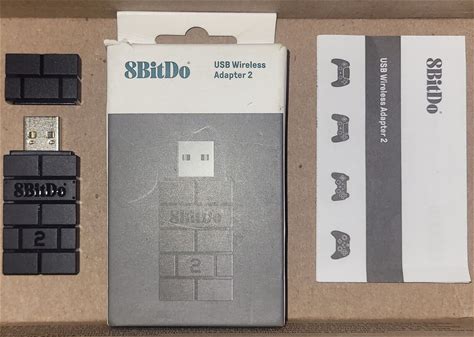 8BitDo
2
8BitDo
USB Wireless
Adapter 2
8BitDo
2
8BitDo
USB Wireless Adapter 2